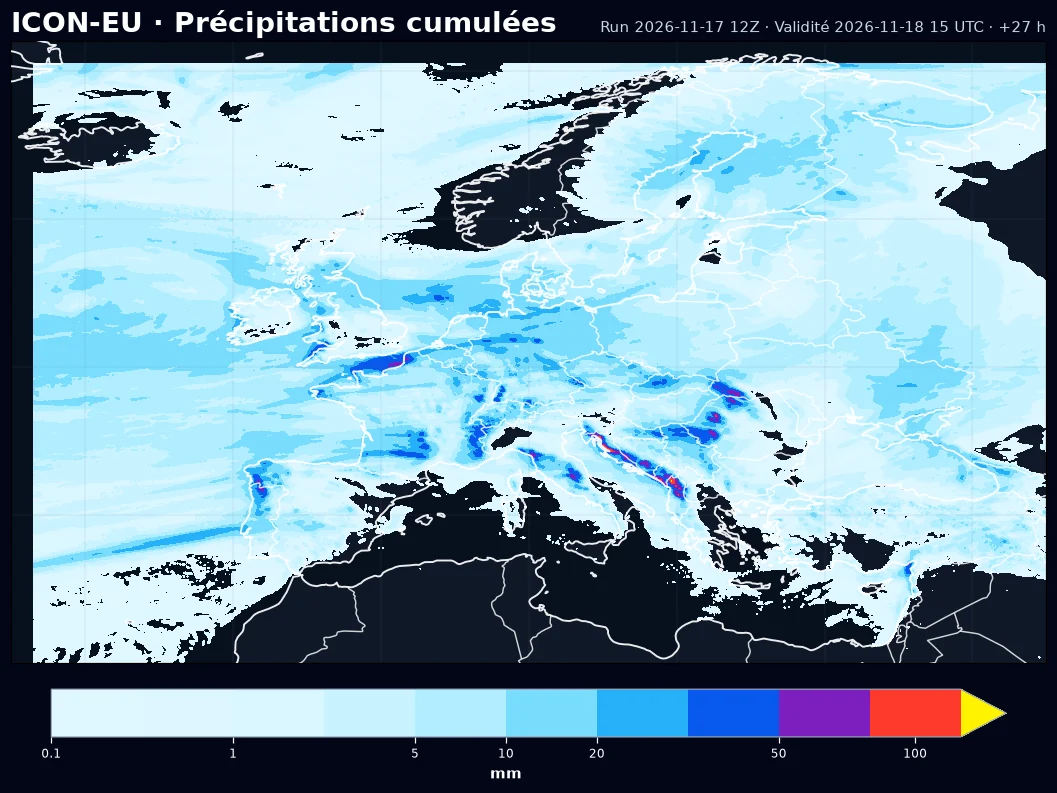 ICON-EU · Précipitations cumulées
Run 2026-11-17 12Z · Validité 2026-11-18 15 UTC · +27 h
0.1 1 5 10 20 50 100
mm